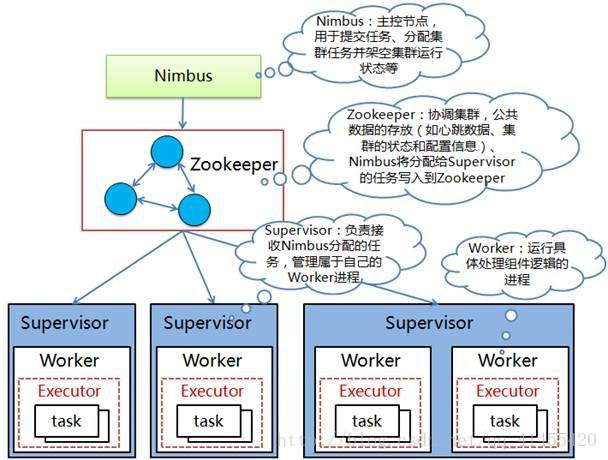 Nimbus：主控节点，
用于提交任务、分配集
群任务并架空集群运行
状态等
Nimbus
Zookeeper：协调集群，公共
数据的存放（如心跳数据、集
群的状态和配置信息）、
Nimbus将分配给Supervisor
的任务写入到Zookeeper
Zookeeper
Supervisor：负责接
收Nimbus分配的任
务，管理属于自己的
Worker进程
Worker：运行具
体处理组件逻辑的
进程
Supervisor
Supervisor
Supervisor
Worker
Worker
Worker
Worker
Executor
Executor
Executor
Executor
task
task
task
task